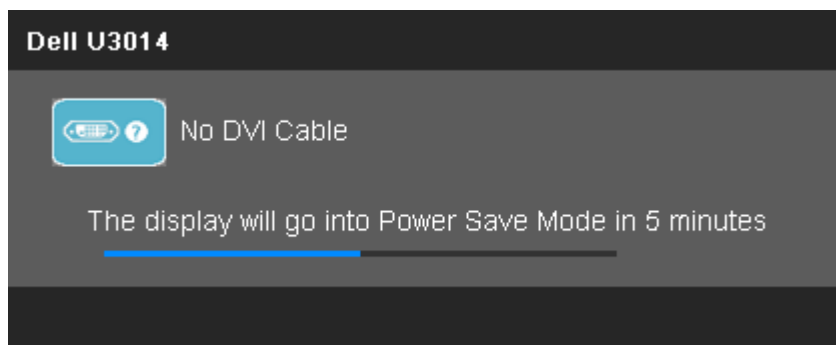 Dell U3014
? No DVI Cable
The display will go into Power Save Mode in 5 minutes